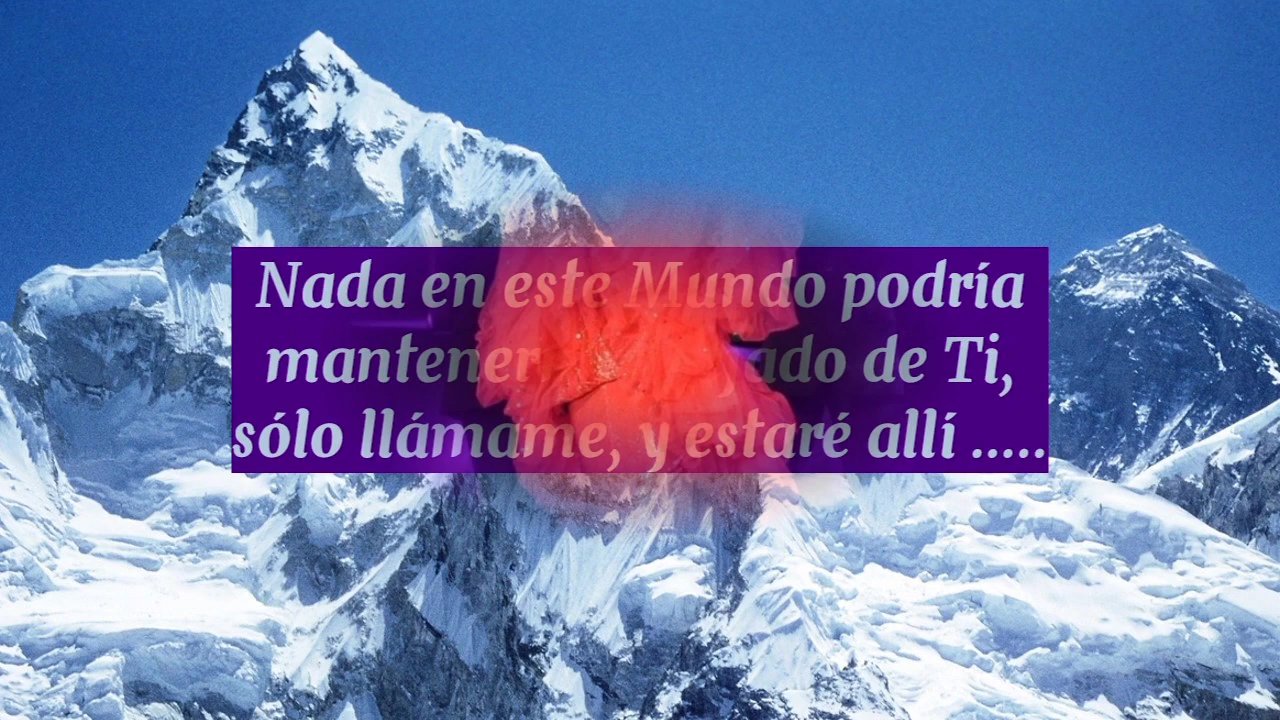 Nada en este Mundo podría
mantener de Ti,
sólo llámame, y estaré allí .....